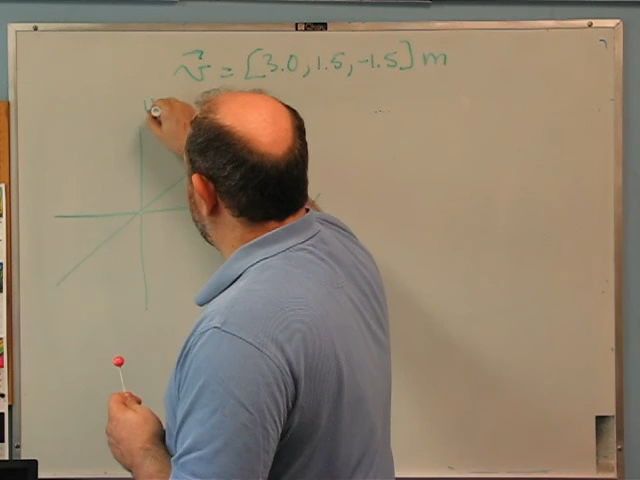 v⃗ = [3.0, 1.5, -1.5] m